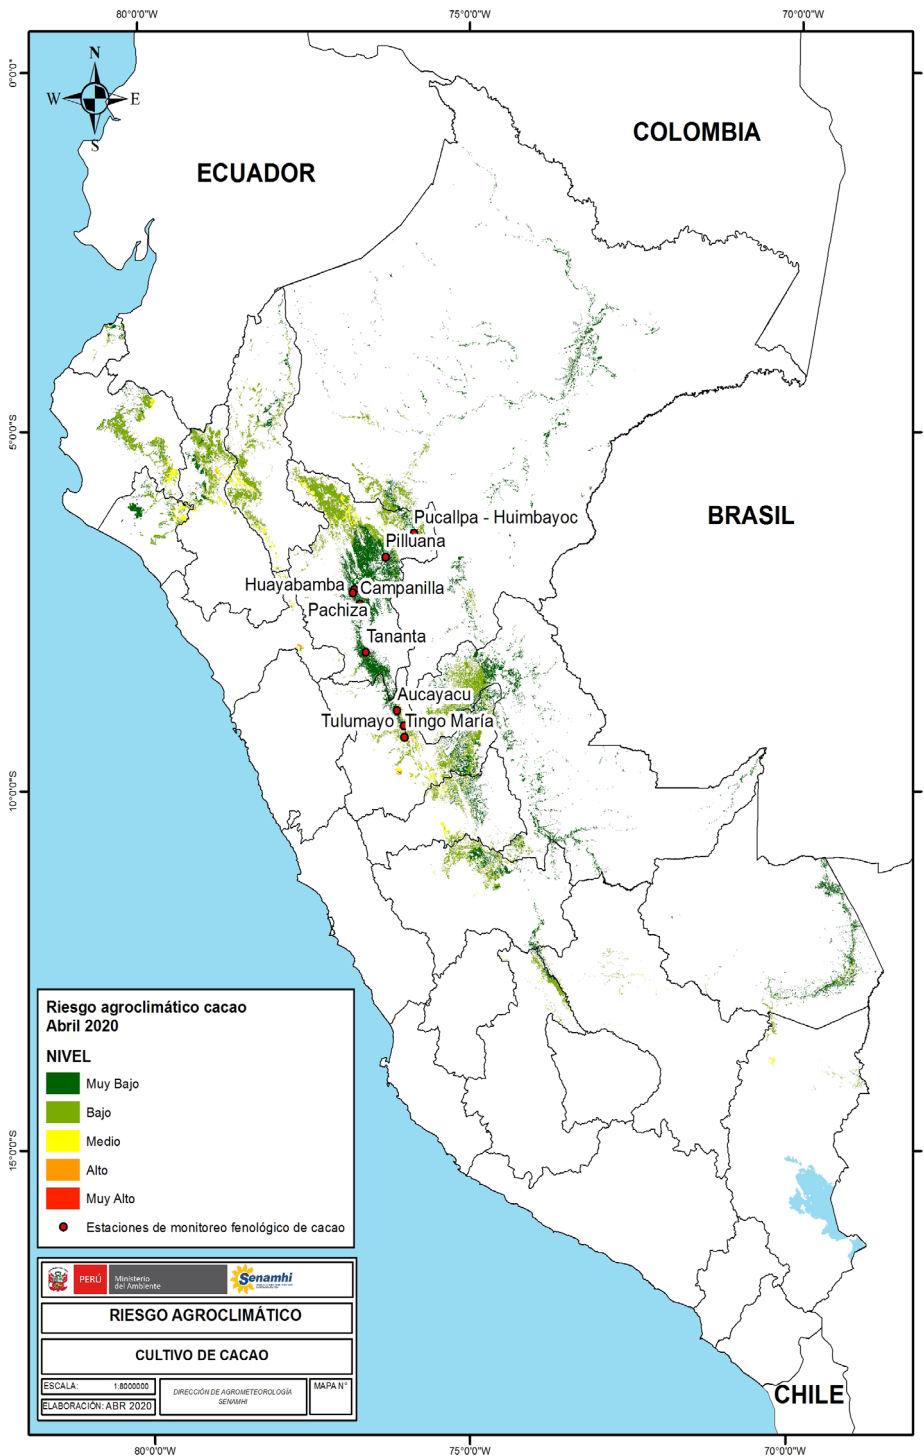 80°0'0"W
75°0'0"W
70°0'0"W
N
W
E
S
0°0'0"
COLOMBIA
ECUADOR
5°0'0"S
BRASIL
Pucallpa - Huimbayoc
Pilluana
Huayabamba
Campanilla
Pachiza
Tananta
Aucayacu
Tulumayo
Tingo María
10°0'0"S
15°0'0"S
Riesgo agroclimático cacao
Abril 2020
NIVEL
Muy Bajo
Bajo
Medio
Alto
Muy Alto
Estaciones de monitoreo fenológico de cacao
PERÚ
Ministerio
del Ambiente
Senamhi
RIESGO AGROCLIMÁTICO
CULTIVO DE CACAO
ESCALA: 1:8000000
ELABORACIÓN: ABR 2020
DIRECCIÓN DE AGROMETEOROLOGÍA
SENAMHI
MAPA N°
CHILE
80°0'0"W
75°0'0"W
70°0'0"W